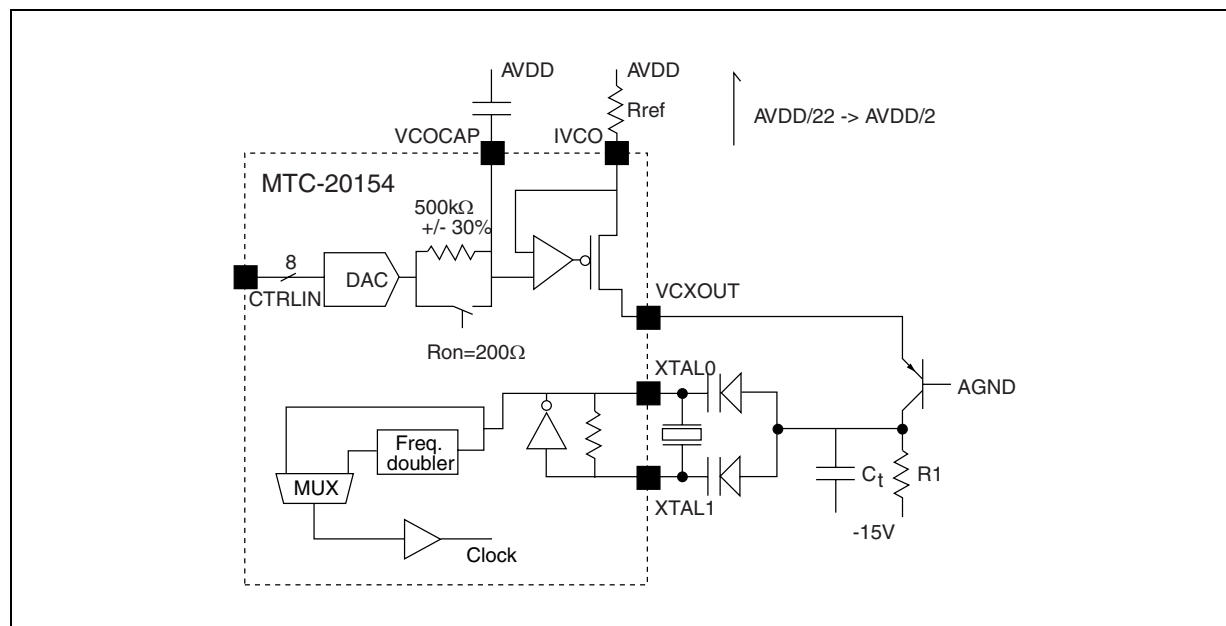 AVDD
AVDD
Rref
AVDD/22 -> AVDD/2
VCOCAP
IVCO
MTC-20154
500kΩ
+/- 30%
8
DAC
CTRLIN
VCXOUT
Ron=200Ω
XTAL0
AGND
Freq.
doubler
MUX
Ct
R1
XTAL1
-15V
Clock